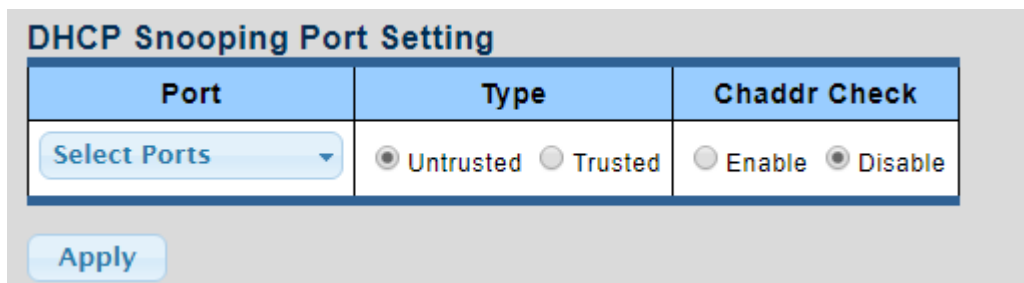 DHCP Snooping Port Setting
Port Type Chaddr Check
Select Ports Untrusted Trusted Enable Disable
Apply